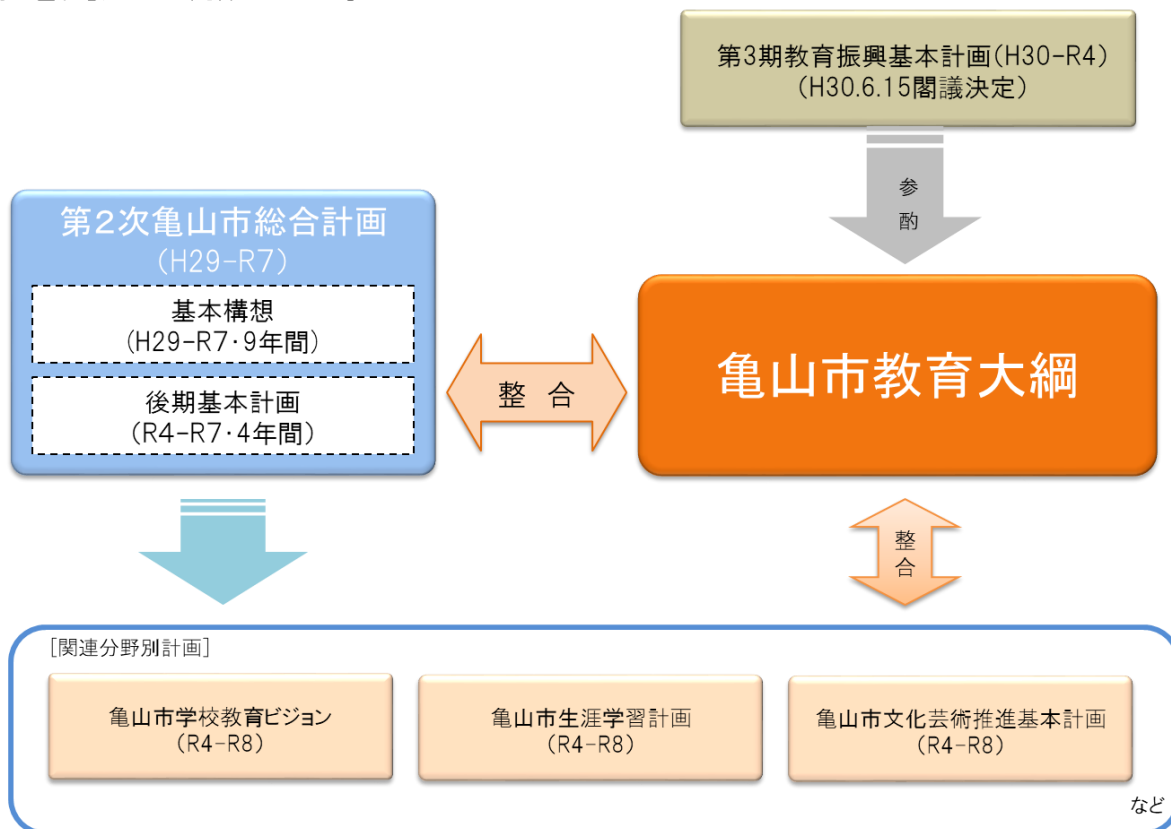 第3期教育振興基本計画(H30-R4)
(H30.6.15閣議決定)
参
酌
第2次亀山市総合計画
(H29-R7)
基本構想
(H29-R7･9年間)
後期基本計画
(R4-R7･4年間)
整 合
亀山市教育大綱
整
合
[関連分野別計画]
亀山市学校教育ビジョン
(R4-R8)
亀山市生涯学習計画
(R4-R8)
亀山市文化芸術推進基本計画
(R4-R8)
など